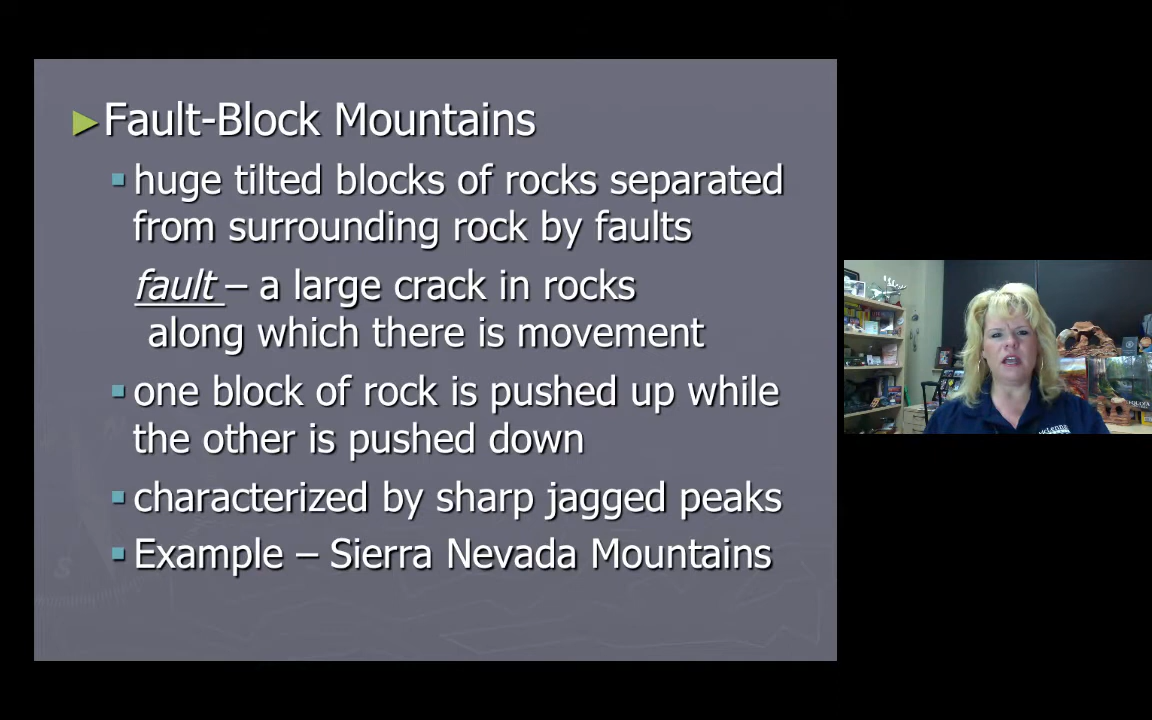 Fault-Block Mountains
huge tilted blocks of rocks separated
from surrounding rock by faults
fault – a large crack in rocks
along which there is movement
one block of rock is pushed up while
the other is pushed down
characterized by sharp jagged peaks
Example – Sierra Nevada Mountains